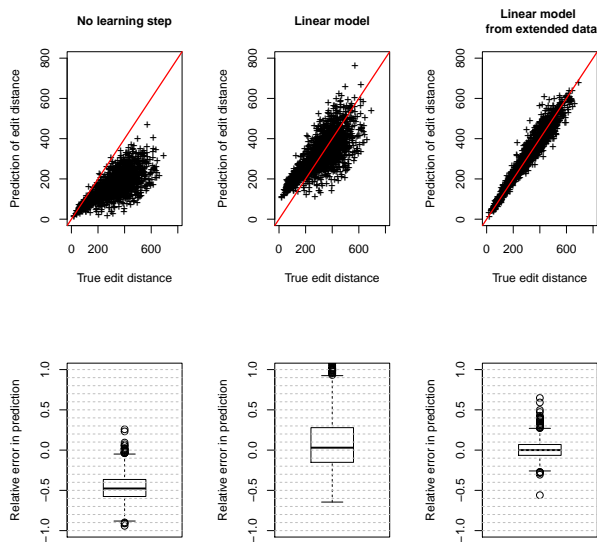 No learning step
Prediction of edit distance
0 200 400 600 800
0 200 600
True edit distance
Linear model
Prediction of edit distance
0 200 400 600 800
0 200 600
True edit distance
Linear model
from extended data
Prediction of edit distance
0 200 400 600 800
0 200 600
True edit distance
Relative error in prediction
−1.0 −0.5 0.0 0.5 1.0
Relative error in prediction
−1.0 −0.5 0.0 0.5 1.0
Relative error in prediction
−1.0 −0.5 0.0 0.5 1.0